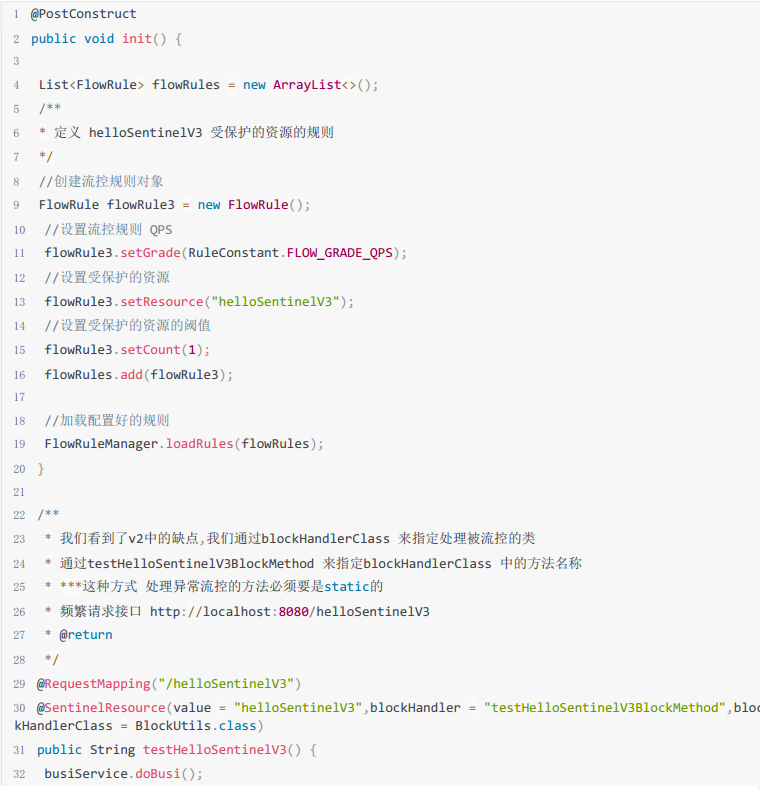 1 @PostConstruct
2 public void init() {
3
4 List<FlowRule> flowRules = new ArrayList<>();
5 /**
6 * 定义 helloSentinelV3 受保护的资源的规则
7 */
8 //创建流控规则对象
9 FlowRule flowRule3 = new FlowRule();
10 //设置流控规则 QPS
11 flowRule3.setGrade(RuleConstant.FLOW_GRADE_QPS);
12 //设置受保护的资源
13 flowRule3.setResource("helloSentinelV3");
14 //设置受保护的资源的阈值
15 flowRule3.setCount(1);
16 flowRules.add(flowRule3);
17
18 //加载配置好的规则
19 FlowRuleManager.loadRules(flowRules);
20 }
21
22 /**
23 * 我们看到了v2中的缺点,我们通过blockHandlerClass 来指定处理被流控的类
24 * 通过testHelloSentinelV3BlockMethod 来指定blockHandlerClass 中的方法名称
25 * ***这种方式 处理异常流控的方法必须要是static的
26 * 频繁请求接口 http://localhost:8080/helloSentinelV3
27 * @return
28 */
29 @RequestMapping("/helloSentinelV3")
30 @SentinelResource(value = "helloSentinelV3",blockHandler = "testHelloSentinelV3BlockMethod",bloc
kHandlerClass = BlockUtils.class)
31 public String testHelloSentinelV3() {
32 busiService.doBusi();